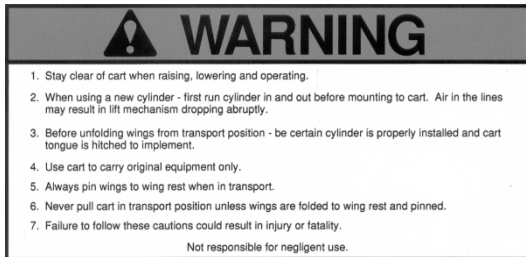 WARNING
1. Stay clear of cart when raising, lowering and operating.
2. When using a new cylinder - first run cylinder in and out before mounting to cart. Air in the lines
may result in lift mechanism dropping abruptly.
3. Before unfolding wings from transport position - be certain cylinder is properly installed and cart
tongue is hitched to implement.
4. Use cart to carry original equipment only.
5. Always pin wings to wing rest when in transport.
6. Never pull cart in transport position unless wings are folded to wing rest and pinned.
7. Failure to follow these cautions could result in injury or fatality.
Not responsible for negligent use.